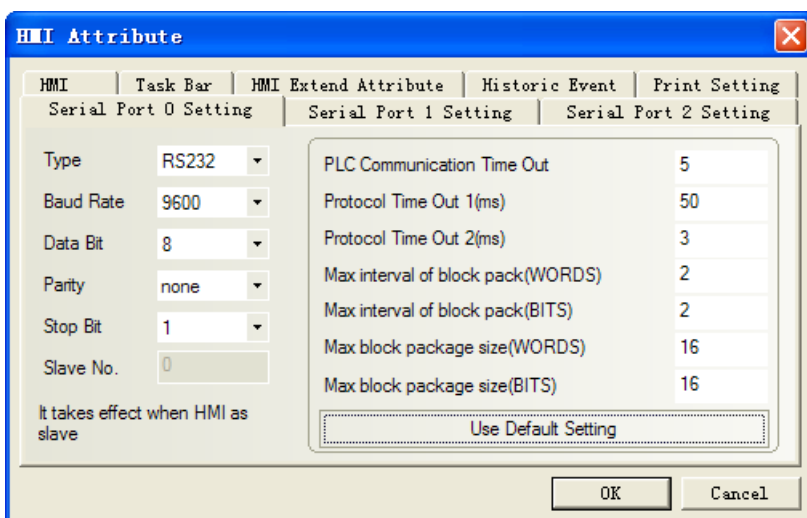 HMI Attribute
HMI Task Bar HMI Extend Attribute Historic Event Print Setting
Serial Port 0 Setting Serial Port 1 Setting Serial Port 2 Setting
Type RS232
Baud Rate 9600
Data Bit 8
Parity none
Stop Bit 1
Slave No. 0
It takes effect when HMI as
slave
PLC Communication Time Out 5
Protocol Time Out 1(ms) 50
Protocol Time Out 2(ms) 3
Max interval of block pack(WORDS) 2
Max interval of block pack(BITS) 2
Max block package size(WORDS) 16
Max block package size(BITS) 16
Use Default Setting
OK Cancel